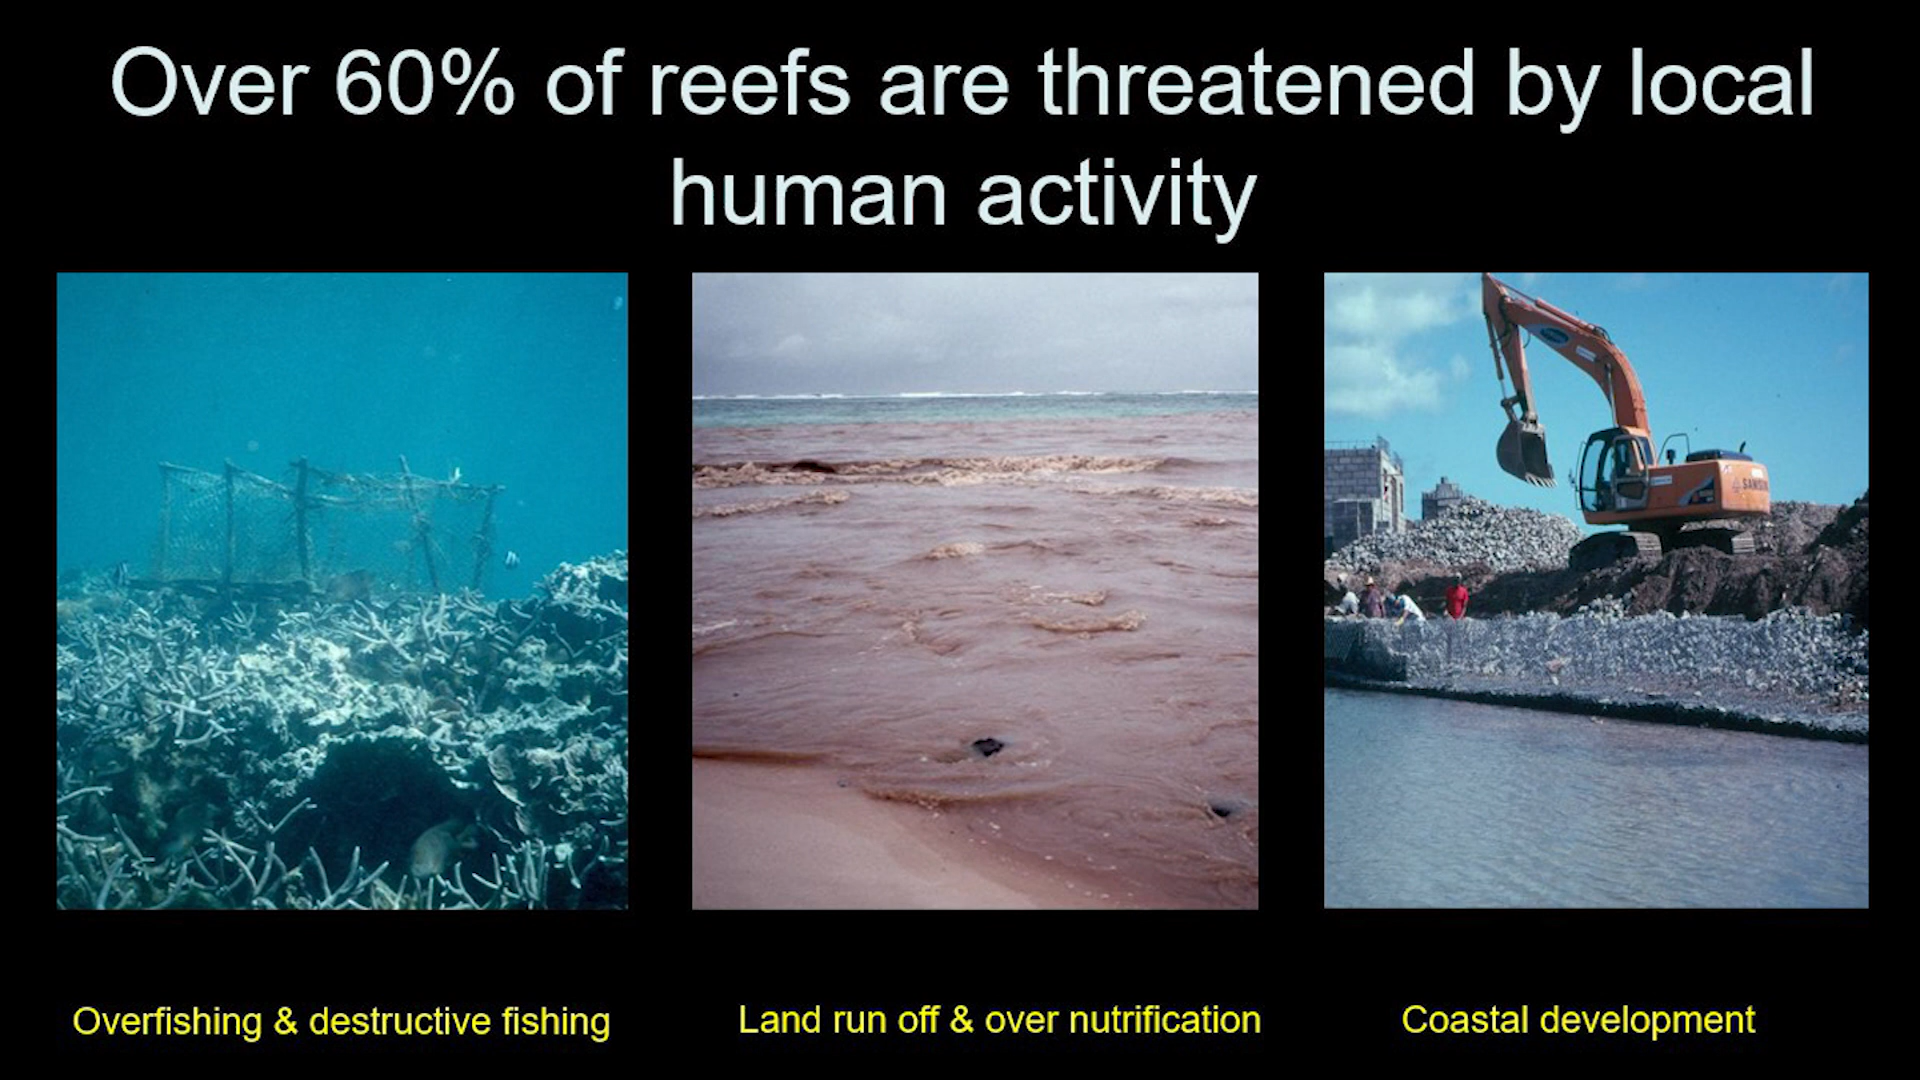 Over 60% of reefs are threatened by local
human activity
SAMSUNG
Overfishing & destructive fishing
Land run off & over nutrification
Coastal development